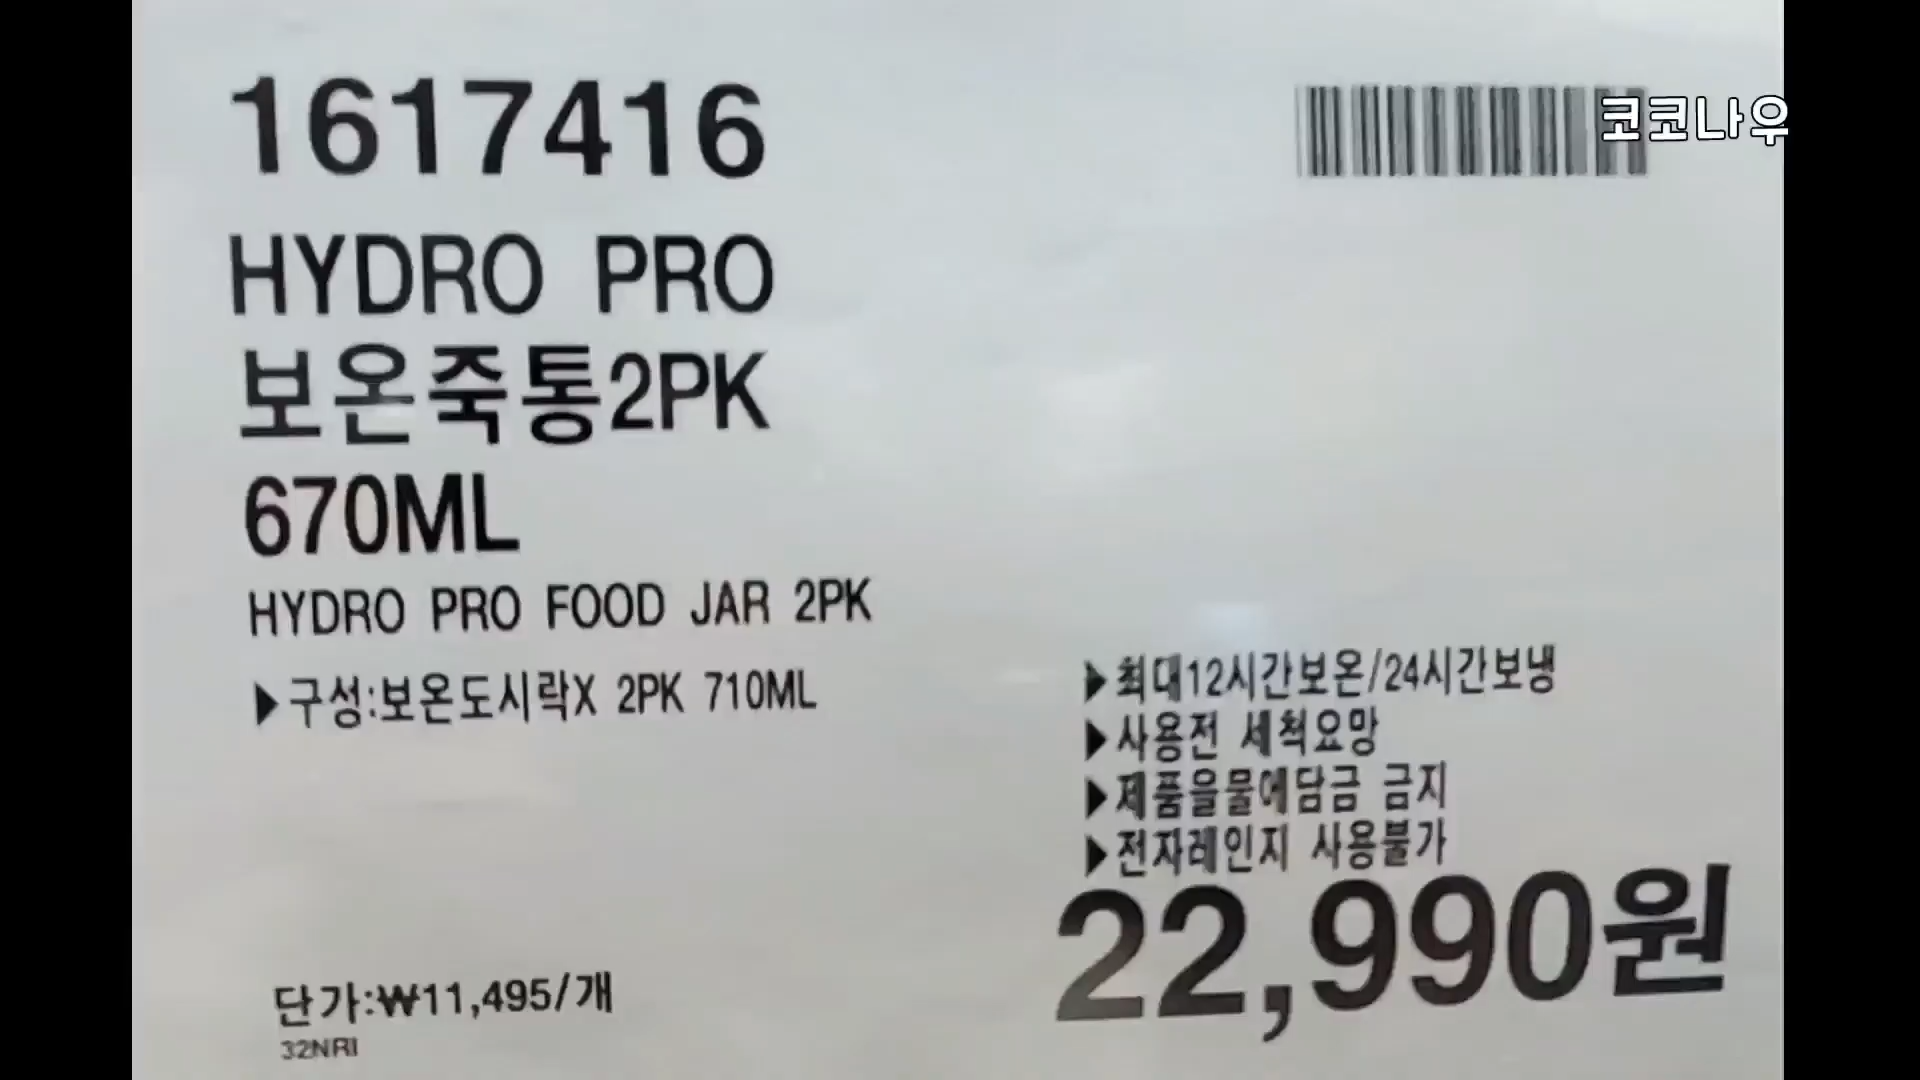 1617416
코코나우
HYDRO PRO
보온죽통2PK
670ML
HYDRO PRO FOOD JAR 2PK
▶구성:보온도시락X 2PK 710ML
▶최대12시간보온/24시간보냉
▶사용전 세척요망
▶제품을물에담금 금지
▶전자레인지 사용불가
22,990원
단가:₩11,495/개
32NRI